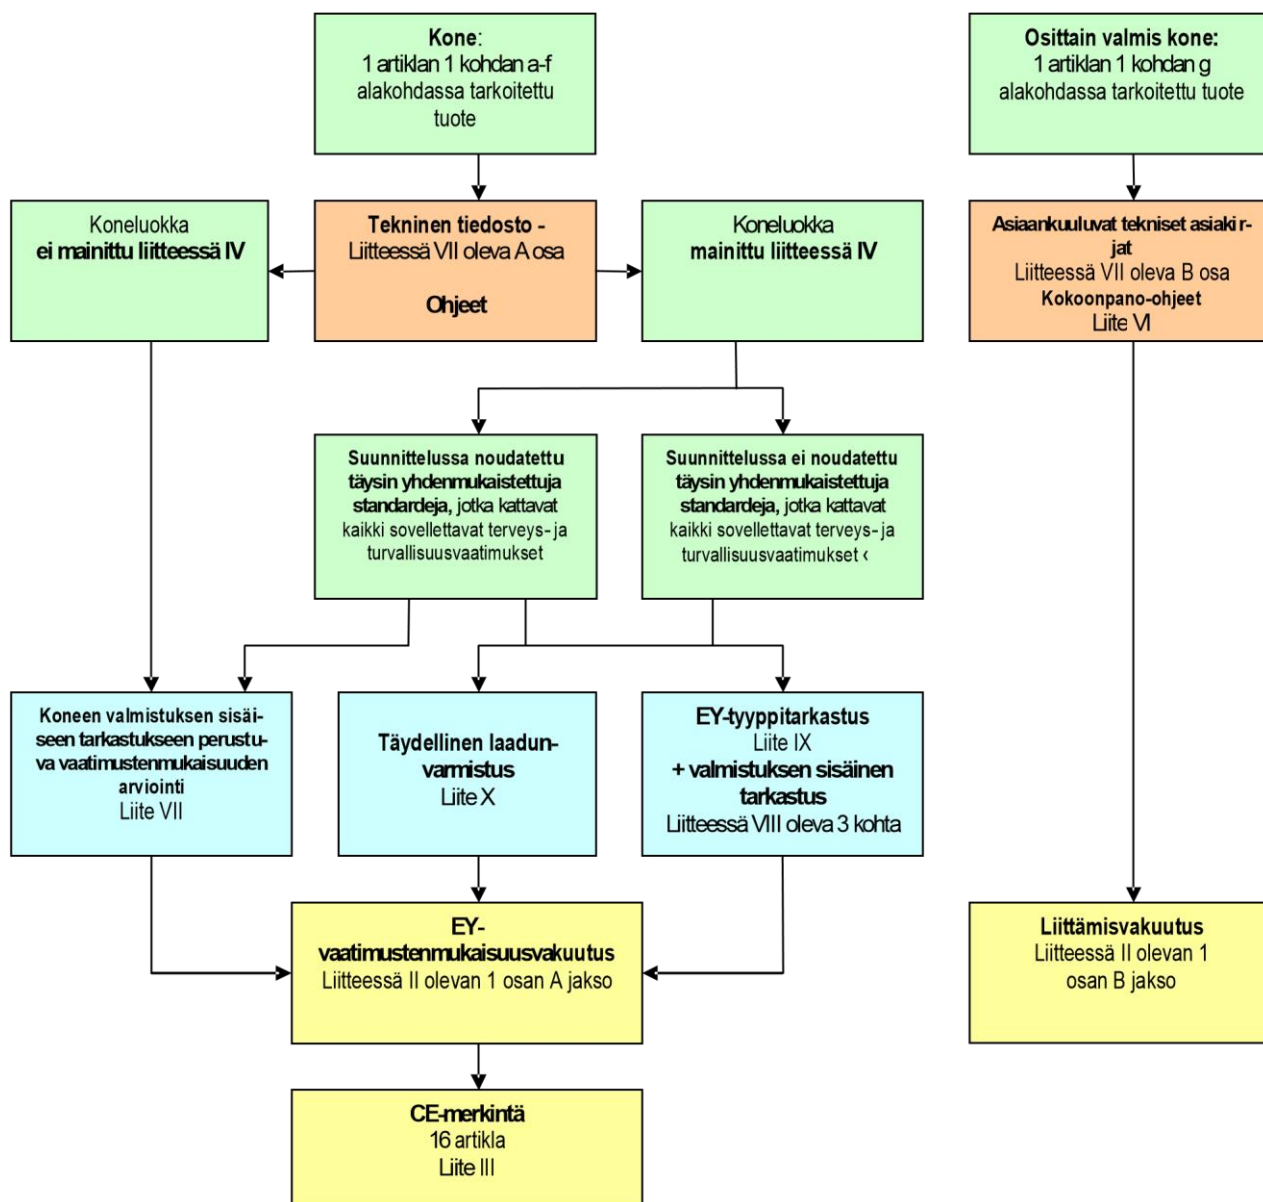 Kone:
1 artiklan 1 kohdan a-f
alakohdassa tarkoitettu
tuote
Osittain valmis kone:
1 artiklan 1 kohdan g
alakohdassa tarkoitettu tuote
Koneluokka
ei mainittu liitteessä IV
Tekninen tiedosto -
Liitteessä VII oleva A osa
Ohjeet
Koneluokka
mainittu liitteessä IV
Asiaankuuluvat tekniset asiakir-
jat
Liitteessä VII oleva B osa
Kokoonpano-ohjeet
Liite VI
Suunnittelussa noudatettu
täysin yhdenmukaistettuja
standardeja, jotka kattavat
kaikki sovellettavat terveys- ja
turvallisuusvaatimukset
Suunnittelussa ei noudatettu
täysin yhdenmukaistettuja
standardeja, jotka kattavat
kaikki sovellettavat terveys- ja
turvallisuusvaatimukset ‹
Koneen valmistuksen sisäi-
seen tarkastukseen perustu-
va vaatimustenmukaisuuden
arviointi
Liite VII
Täydellinen laadun-
varmistus
Liite X
EY-tyyppitarkastus
Liite IX
+ valmistuksen sisäinen
tarkastus
Liitteessä VIII oleva 3 kohta
EY-
vaatimustenmukaisuusvakuutus
Liitteessä II olevan 1 osan A jakso
Liittämisvakuutus
Liitteessä II olevan 1
osan B jakso
CE-merkintä
16 artikla
Liite III